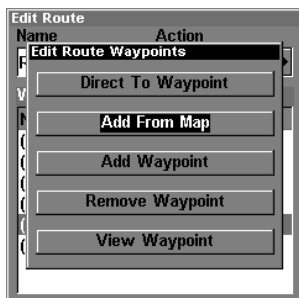 Edit Route
Name Action
Edit Route Waypoints
Direct To Waypoint
Add From Map
Add Waypoint
Remove Waypoint
View Waypoint